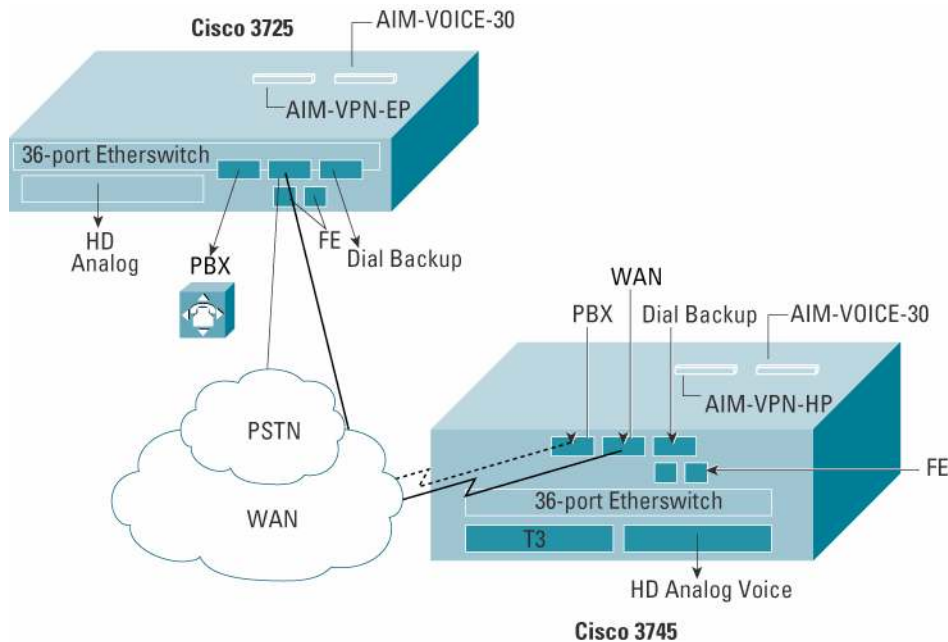 Cisco 3725
AIM-VOICE-30
AIM-VPN-EP
36-port Etherswitch
HD
Analog
PBX
FE
Dial Backup
PSTN
WAN
WAN
PBX
Dial Backup
AIM-VOICE-30
AIM-VPN-HP
FE
36-port Etherswitch
T3
HD Analog Voice
Cisco 3745